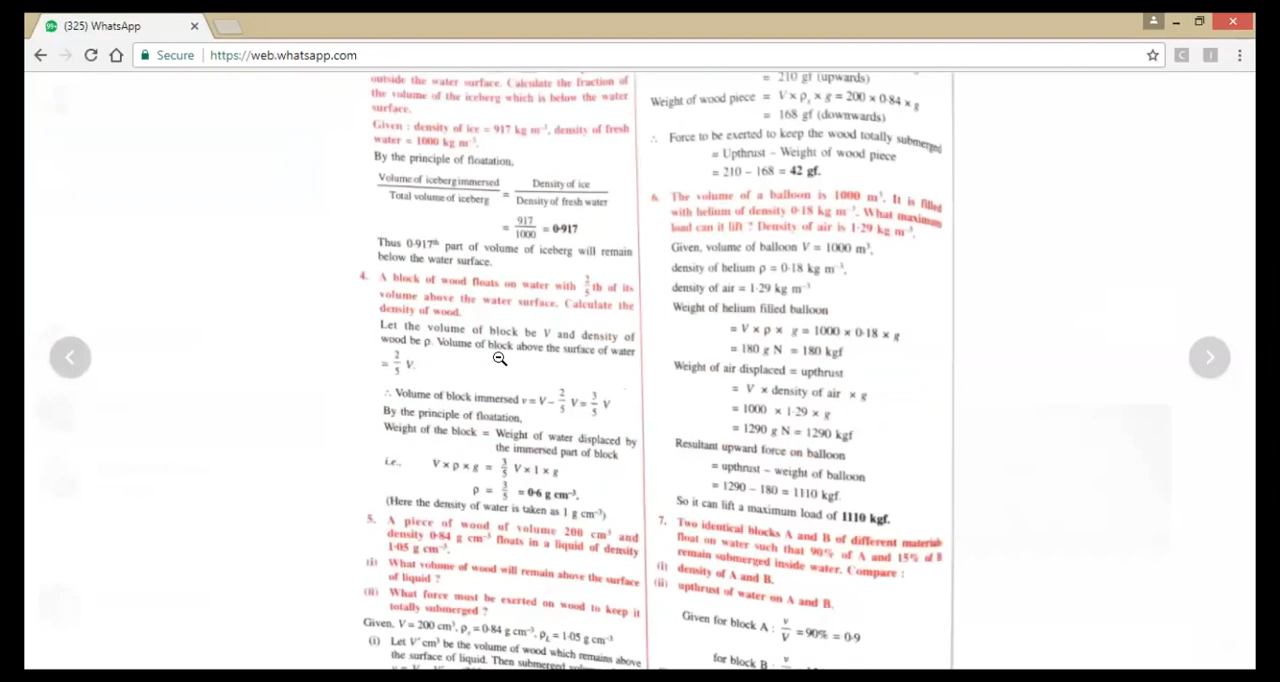 (325) WhatsApp
Secure
https://web.whatsapp.com
outside the water surface. Calculate the fraction of
the volume of the iceberg which is below the water
surface.
Given : density of ice = 917 kg m⁻³, density of fresh
water = 1000 kg m⁻³.
By the principle of floatation,
Volume of iceberg immersed / Total volume of iceberg = Density of ice / Density of fresh water
= 917/1000 = 0·917
Thus 0·917th part of volume of iceberg will remain
below the water surface.
4. A block of wood floats on water with 2/5 th of its
volume above the water surface. Calculate the
density of wood.
Let the volume of block be V and density of
wood be ρ. Volume of block above the surface of water
= 2/5 V.
∴ Volume of block immersed v = V – 2/5 V = 3/5 V
By the principle of floatation,
Weight of the block = Weight of water displaced by
the immersed part of block
i.e., V × ρ × g = 3/5 V × 1 × g
ρ = 3/5 = 0·6 g cm⁻³.
(Here the density of water is taken as 1 g cm⁻³)
5. A piece of wood of volume 200 cm³ and
density 0·84 g cm⁻³ floats in a liquid of density
1·05 g cm⁻³.
(i) What volume of wood will remain above the surface
of liquid ?
(ii) What force must be exerted on wood to keep it
totally submerged ?
Given, V = 200 cm³, ρs = 0·84 g cm⁻³, ρL = 1·05 g cm⁻³
(i) Let V' cm³ be the volume of wood which remains above
the surface of liquid. Then submerged
= 210 gf (upwards)
Weight of wood piece = V × ρs × g = 200 × 0·84 × g
= 168 gf (downwards)
∴ Force to be exerted to keep the wood totally submerged
= Upthrust – Weight of wood piece
= 210 – 168 = 42 gf.
6. The volume of a balloon is 1000 m³. It is filled
with helium of density 0·18 kg m⁻³. What maximum
load can it lift ? Density of air is 1·29 kg m⁻³.
Given, volume of balloon V = 1000 m³,
density of helium ρ = 0·18 kg m⁻³,
density of air = 1·29 kg m⁻³
Weight of helium filled balloon
= V × ρ × g = 1000 × 0·18 × g
= 180 g N = 180 kgf
Weight of air displaced = upthrust
= V × density of air × g
= 1000 × 1·29 × g
= 1290 g N = 1290 kgf
Resultant upward force on balloon
= upthrust – weight of balloon
= 1290 – 180 = 1110 kgf.
So it can lift a maximum load of 1110 kgf.
7. Two identical blocks A and B of different materials
float on water such that 90% of A and 15% of B
remain submerged inside water. Compare :
(i) density of A and B.
(ii) upthrust of water on A and B.
Given for block A : v/V = 90% = 0·9
for block B : v